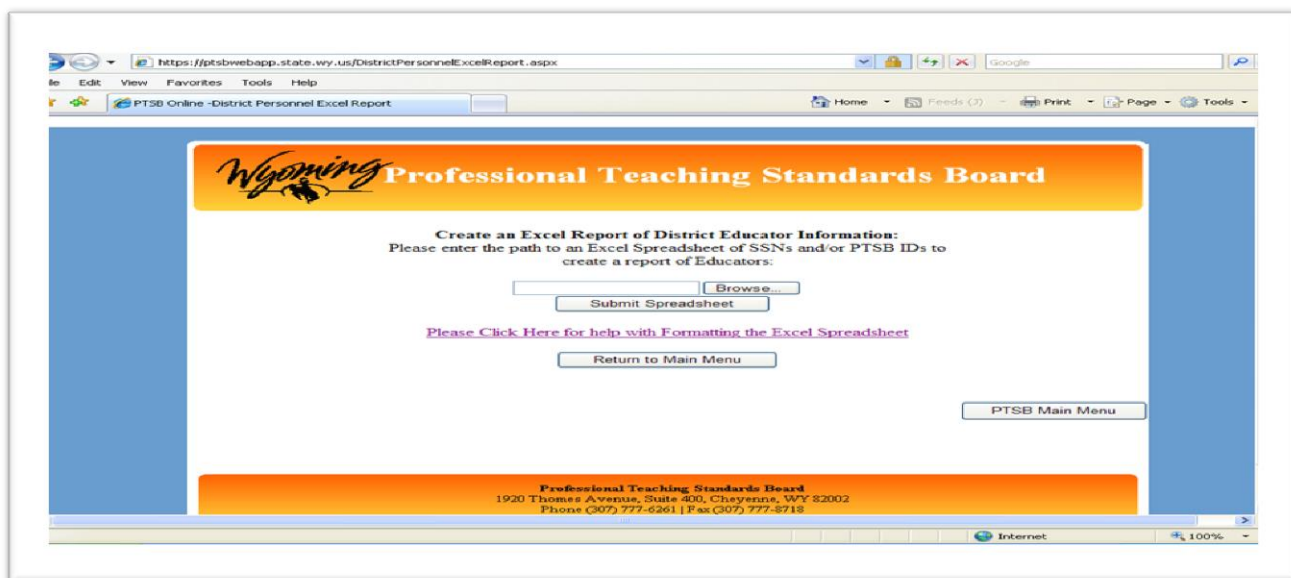 https://ptsbwebapp.state.wy.us/DistrictPersonnelExcelReport.aspx Google
Edit View Favorites Tools Help
PTSB Online -District Personnel Excel Report Home Feeds (J) Print Page Tools
Wyoming Professional Teaching Standards Board
Create an Excel Report of District Educator Information:
Please enter the path to an Excel Spreadsheet of SSNs and/or PTSB IDs to
create a report of Educators:
Browse...
Submit Spreadsheet
Please Click Here for help with Formatting the Excel Spreadsheet
Return to Main Menu
PTSB Main Menu
Professional Teaching Standards Board
1920 Thomes Avenue, Suite 400, Cheyenne, WY 82002
Phone (307) 777-6261 | Fax (307) 777-8718
Internet 100%